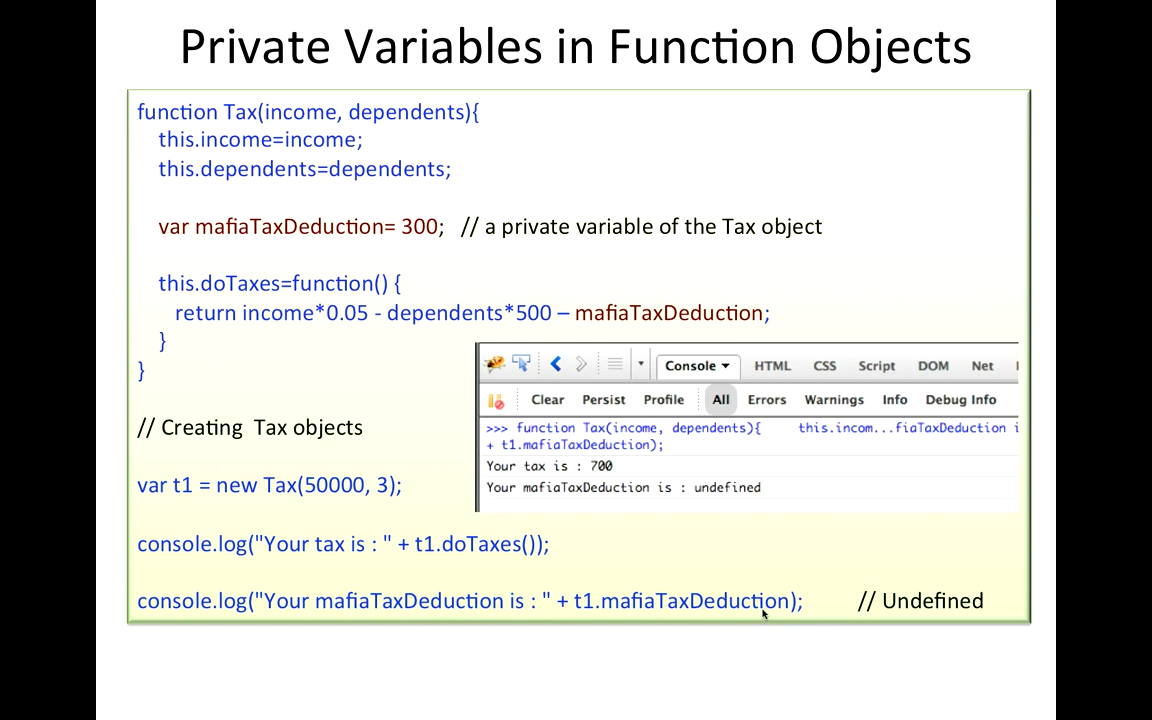 Private Variables in Function Objects
function Tax(income, dependents){
this.income=income;
this.dependents=dependents;
var mafiaTaxDeduction= 300; // a private variable of the Tax object
this.doTaxes=function() {
return income*0.05 - dependents*500 – mafiaTaxDeduction;
}
}
// Creating Tax objects
var t1 = new Tax(50000, 3);
console.log("Your tax is : " + t1.doTaxes());
console.log("Your mafiaTaxDeduction is : " + t1.mafiaTaxDeduction); // Undefined
Console HTML CSS Script DOM Net
Clear Persist Profile All Errors Warnings Info Debug Info
>>> function Tax(income, dependents){ this.incom...fiaTaxDeduction i
+ t1.mafiaTaxDeduction);
Your tax is : 700
Your mafiaTaxDeduction is : undefined